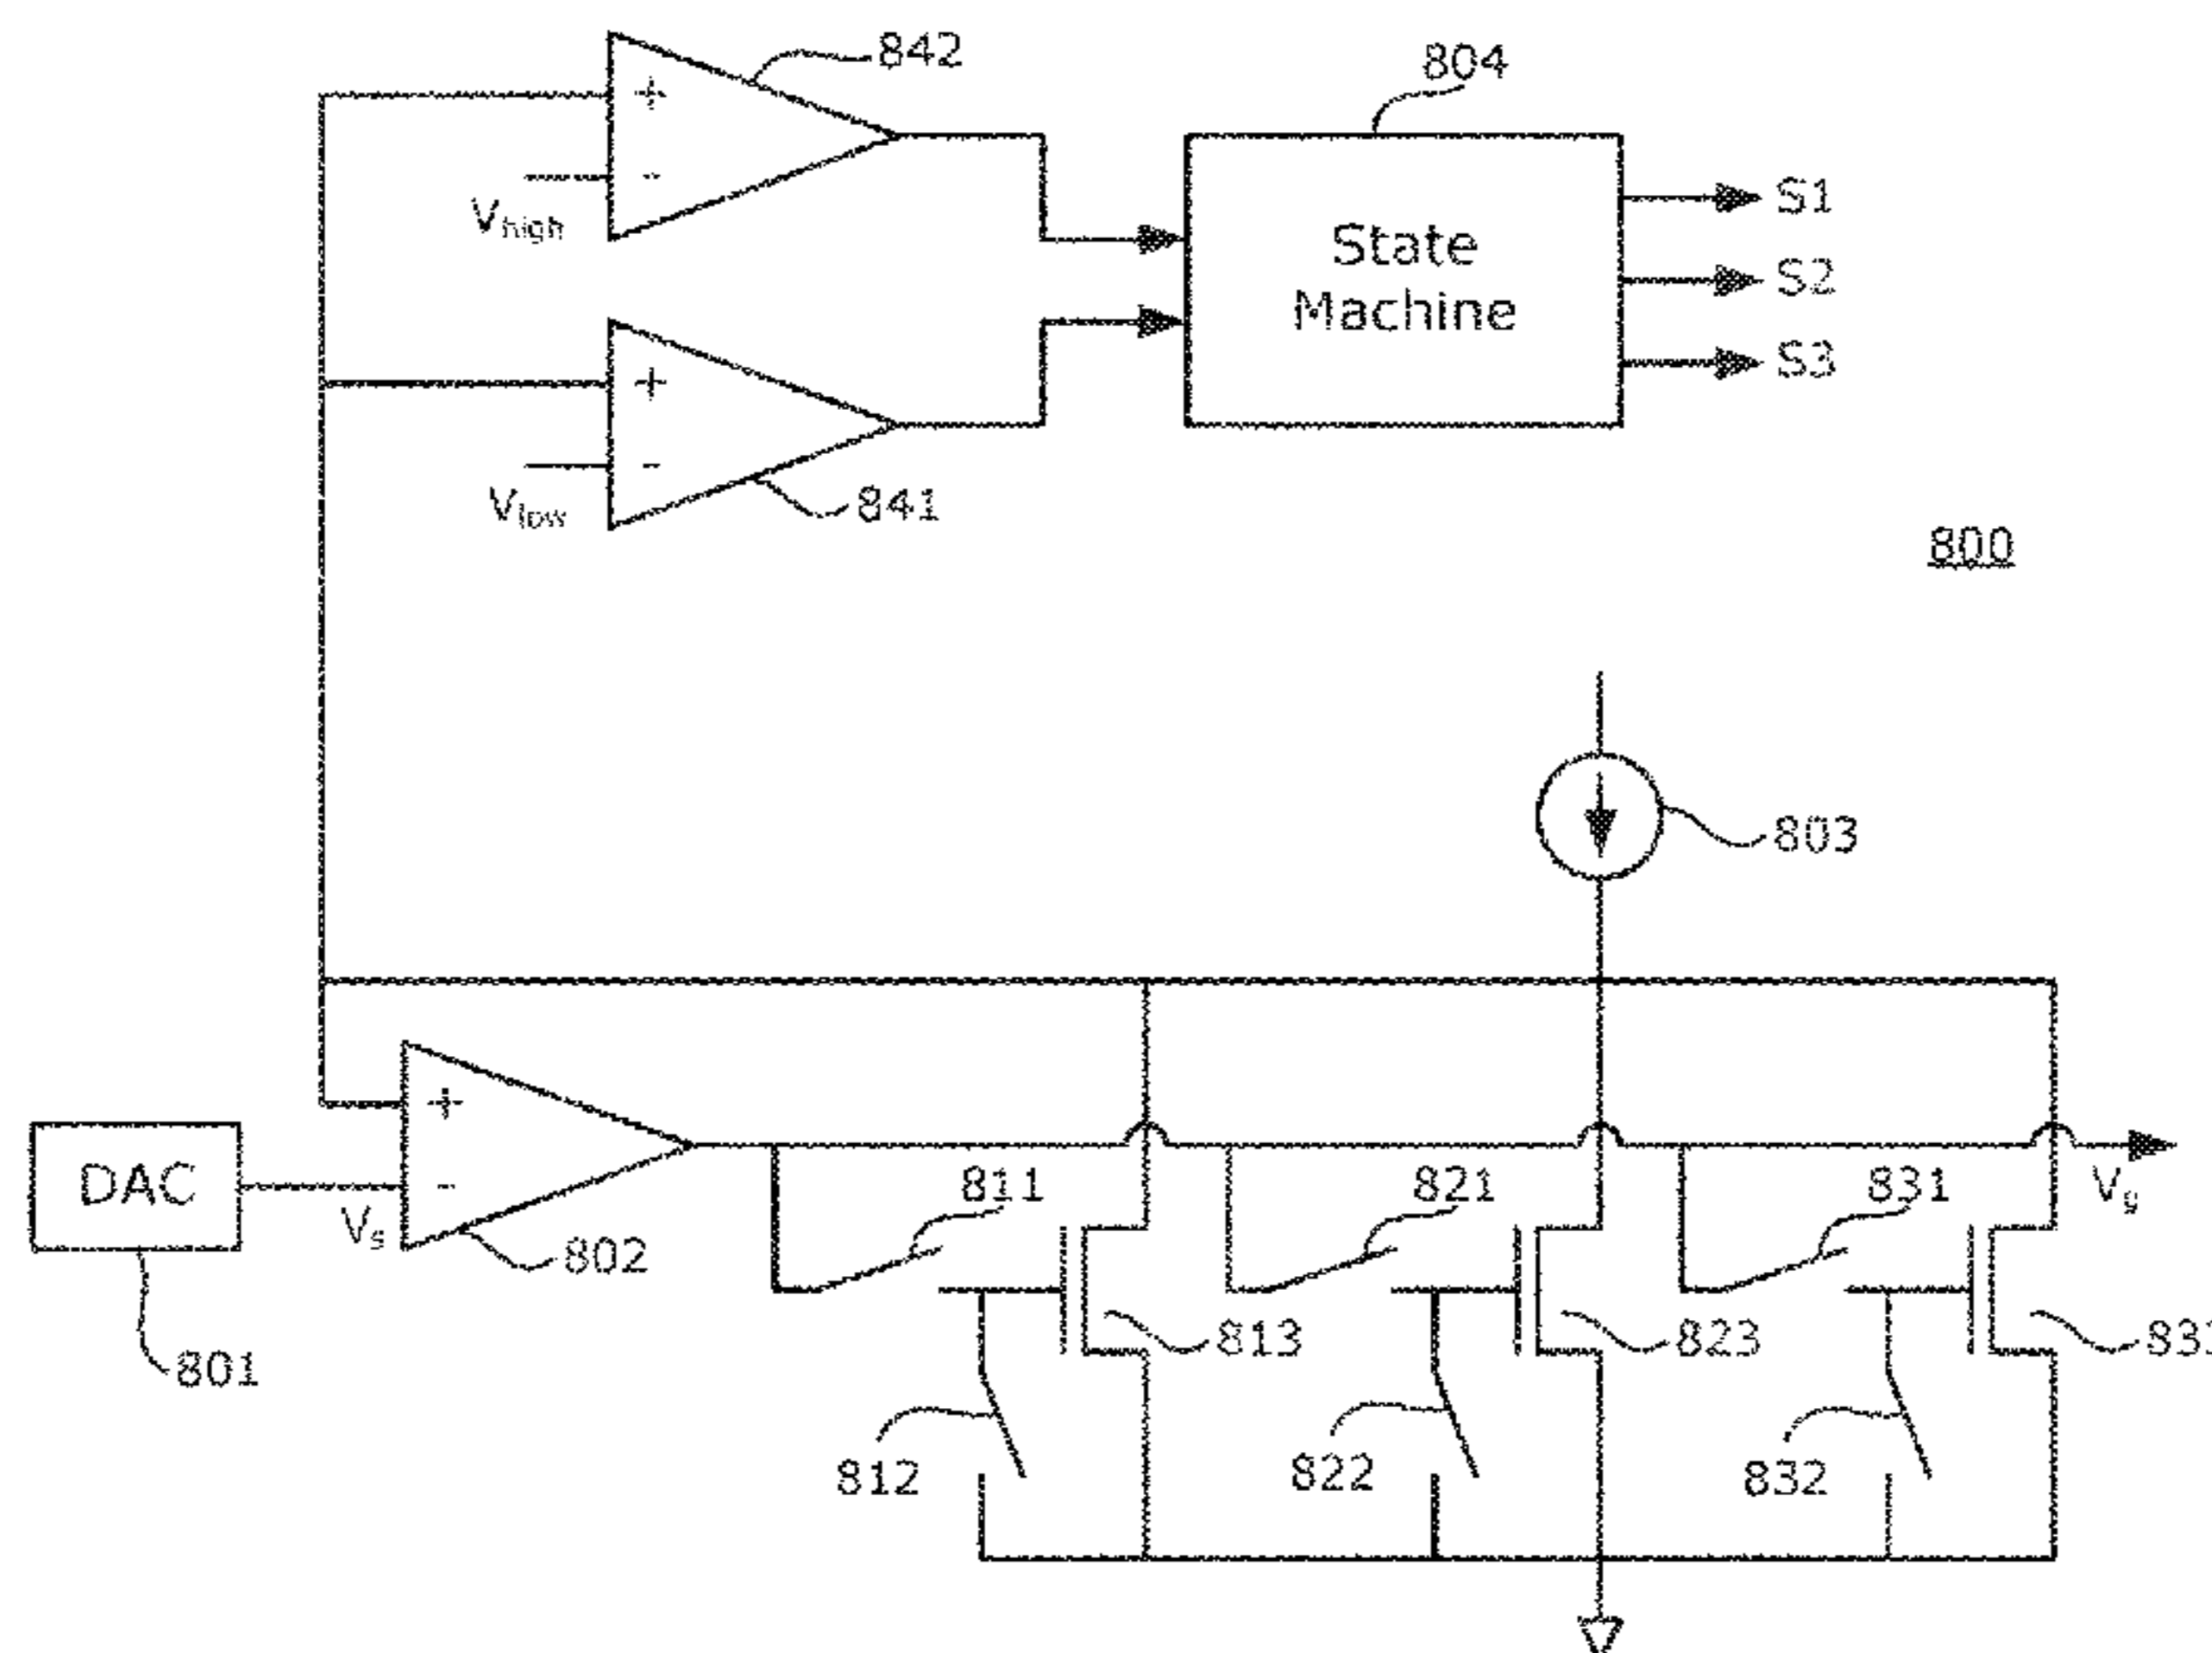 842
804
+
-
Vhigh
State
Machine
S1
S2
S3
+
-
Vlow
841
800
803
+
-
DAC
Vs
802
801
811
821
831
Vg
813
823
812
822
832